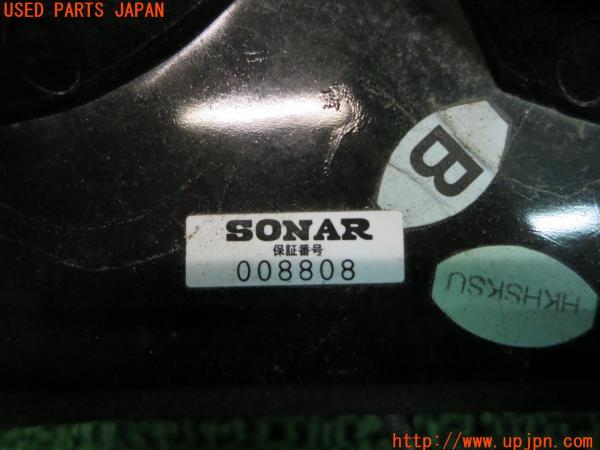 USED PARTS JAPAN
B
SONAR
保証番号
008808
HKHSKSU
http://www.upjpn.com/